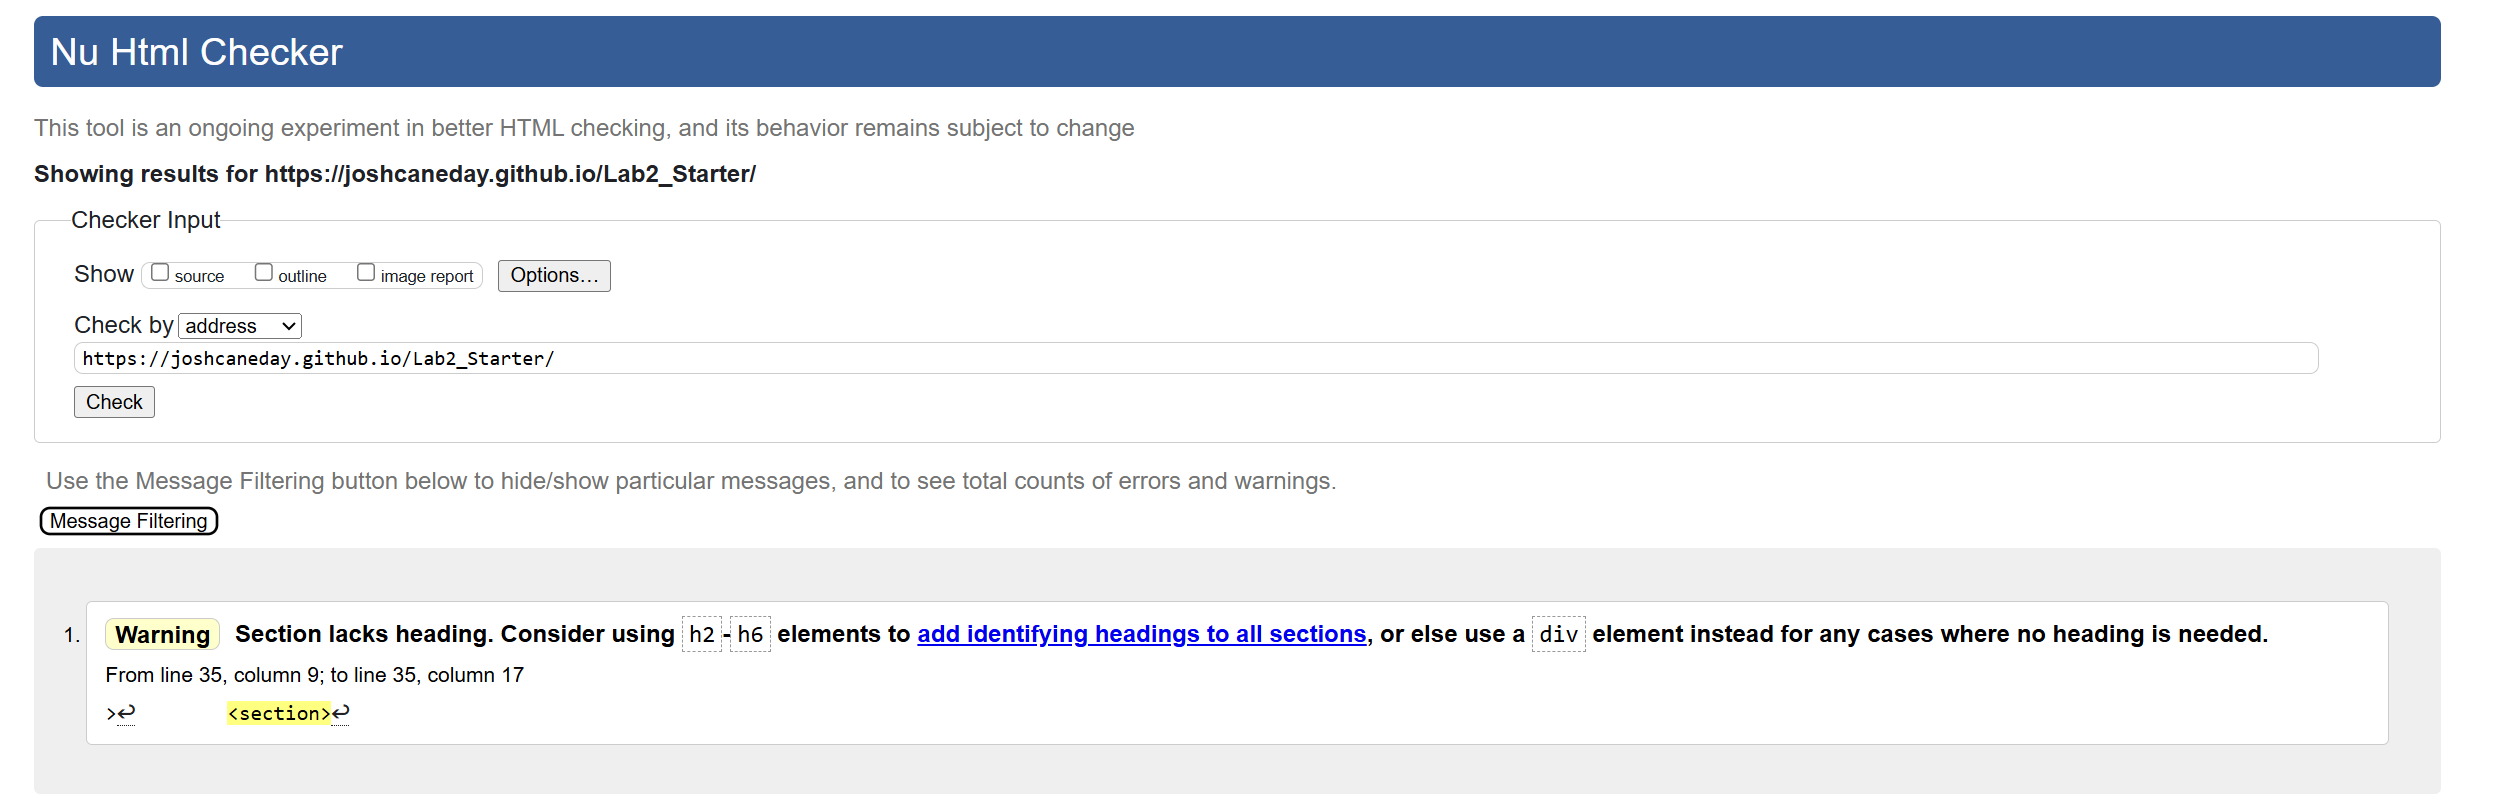 Nu Html Checker
This tool is an ongoing experiment in better HTML checking, and its behavior remains subject to change
Showing results for https://joshcaneday.github.io/Lab2_Starter/
Checker Input
Show source outline image report Options...
Check by address
https://joshcaneday.github.io/Lab2_Starter/
Check
Use the Message Filtering button below to hide/show particular messages, and to see total counts of errors and warnings.
Message Filtering
1. Warning Section lacks heading. Consider using h2-h6 elements to add identifying headings to all sections, or else use a div element instead for any cases where no heading is needed.
From line 35, column 9; to line 35, column 17
>↩ <section>↩